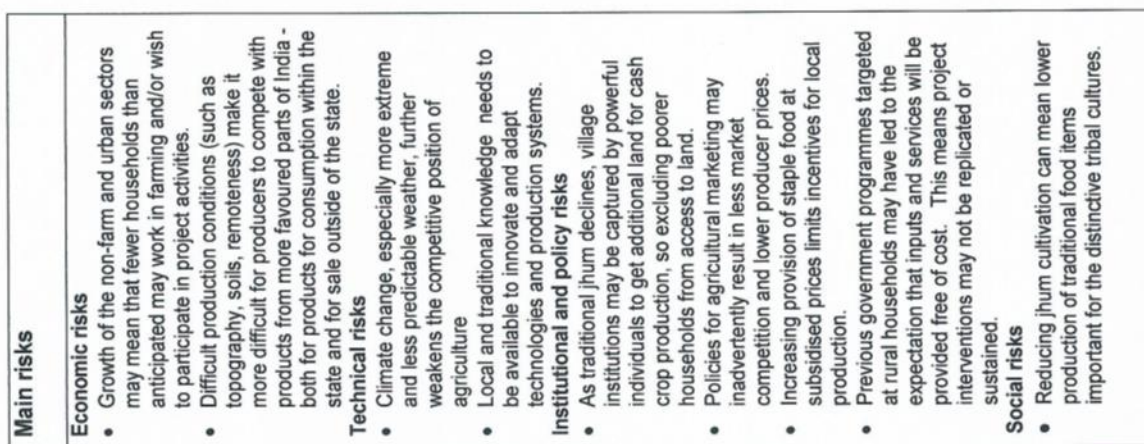 Main risks
Economic risks
• Growth of the non-farm and urban sectors
may mean that fewer households than
anticipated may work in farming and/or wish
to participate in project activities.
• Difficult production conditions (such as
topography, soils, remoteness) make it
more difficult for producers to compete with
products from more favoured parts of India -
both for products for consumption within the
state and for sale outside of the state.
Technical risks
• Climate change, especially more extreme
and less predictable weather, further
weakens the competitive position of
agriculture
• Local and traditional knowledge needs to
be available to innovate and adapt
technologies and production systems.
Institutional and policy risks
• As traditional jhum declines, village
institutions may be captured by powerful
individuals to get additional land for cash
crop production, so excluding poorer
households from access to land.
• Policies for agricultural marketing may
inadvertently result in less market
competition and lower producer prices.
• Increasing provision of staple food at
subsidised prices limits incentives for local
production.
• Previous government programmes targeted
at rural households may have led to the
expectation that inputs and services will be
provided free of cost. This means project
interventions may not be replicated or
sustained.
Social risks
• Reducing jhum cultivation can mean lower
production of traditional food items
important for the distinctive tribal cultures.